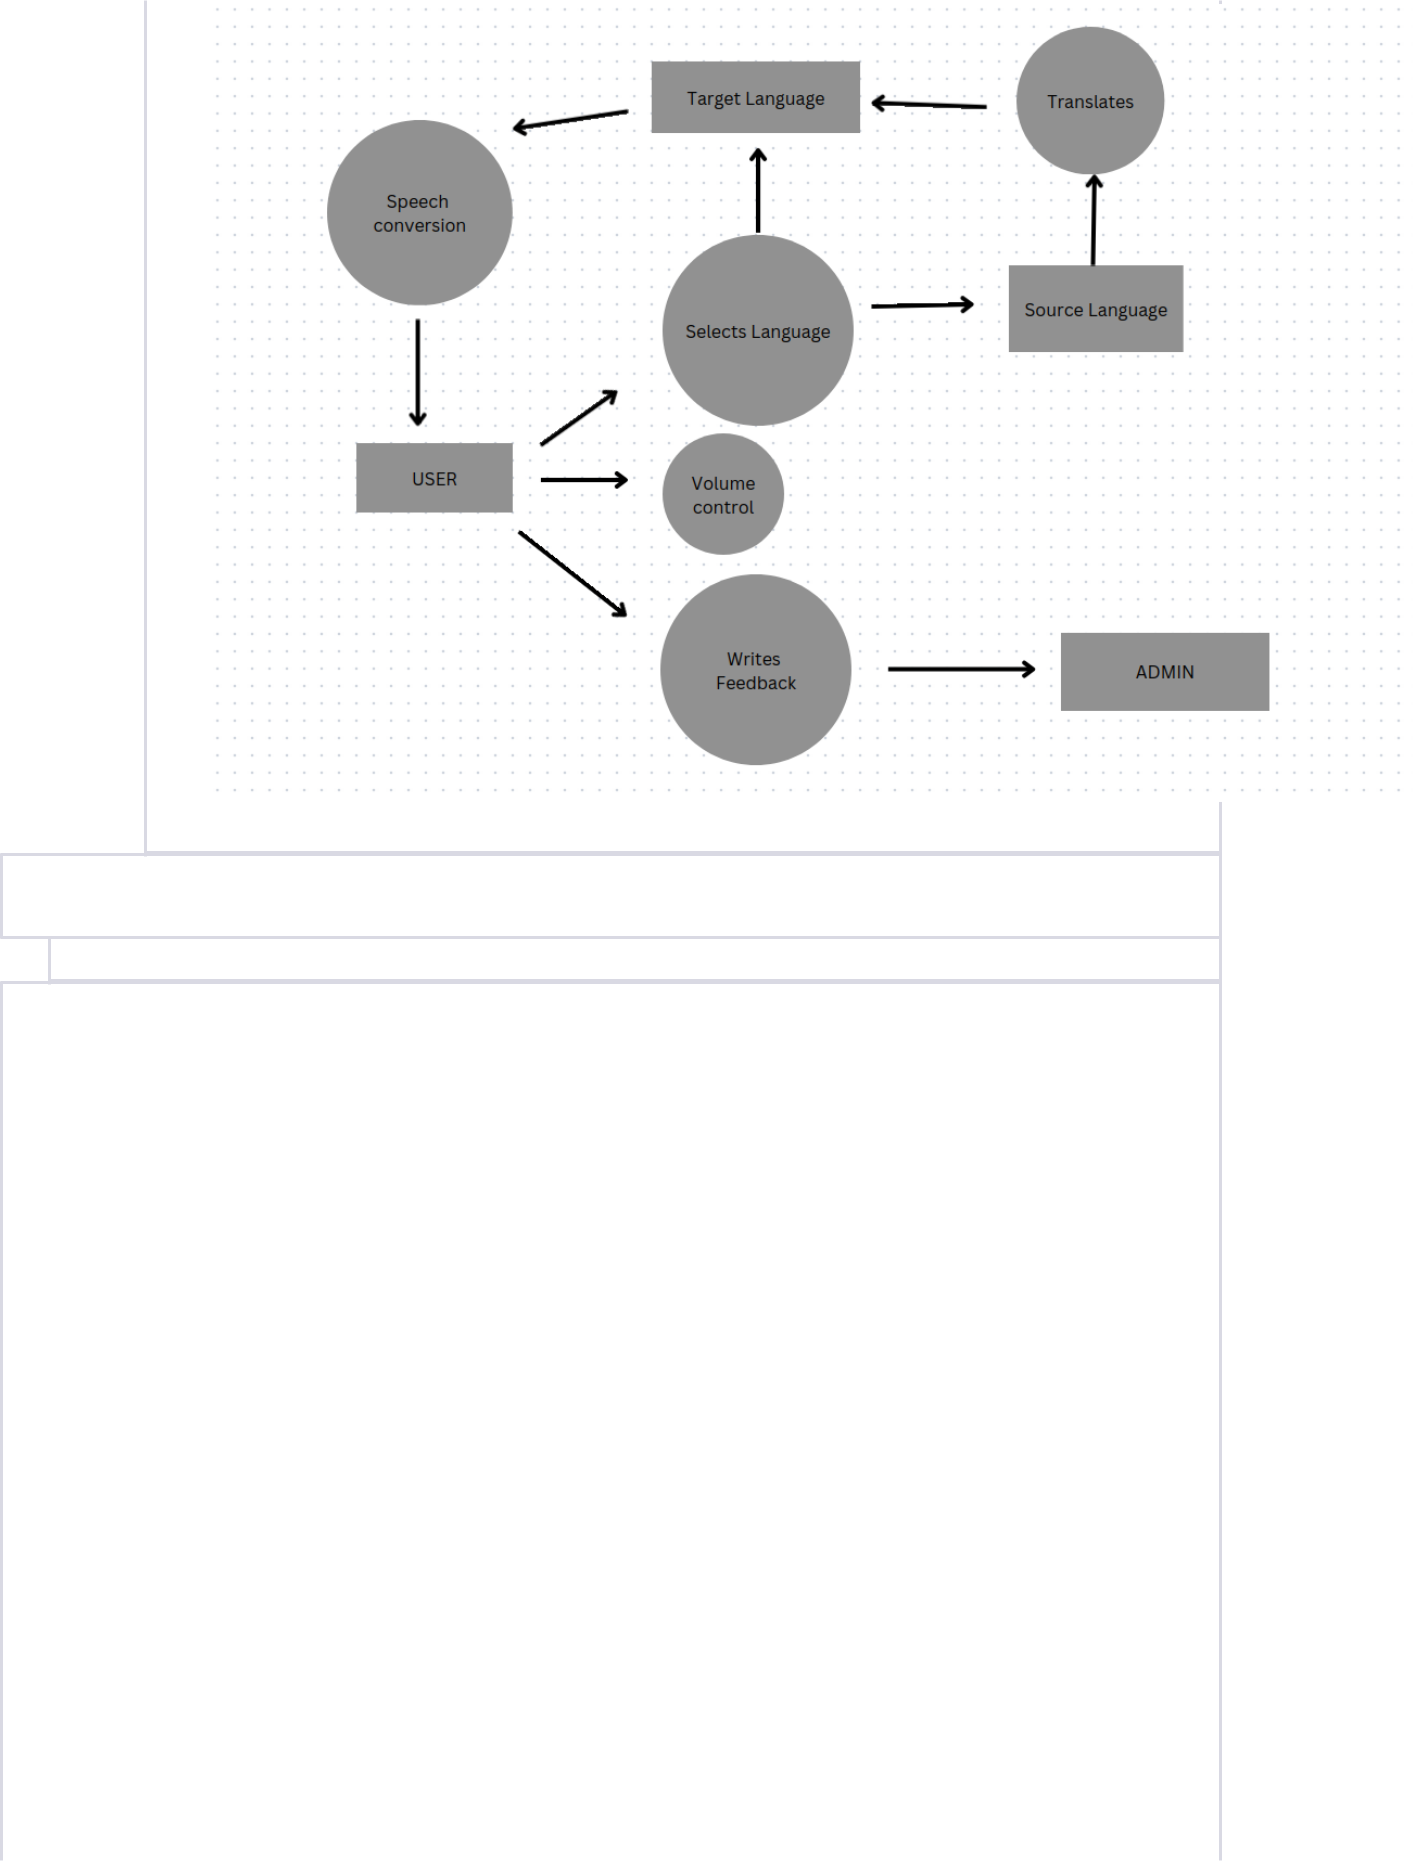 Target Language
Translates
Speech
conversion
Selects Language
Source Language
USER
Volume
control
Writes
Feedback
ADMIN